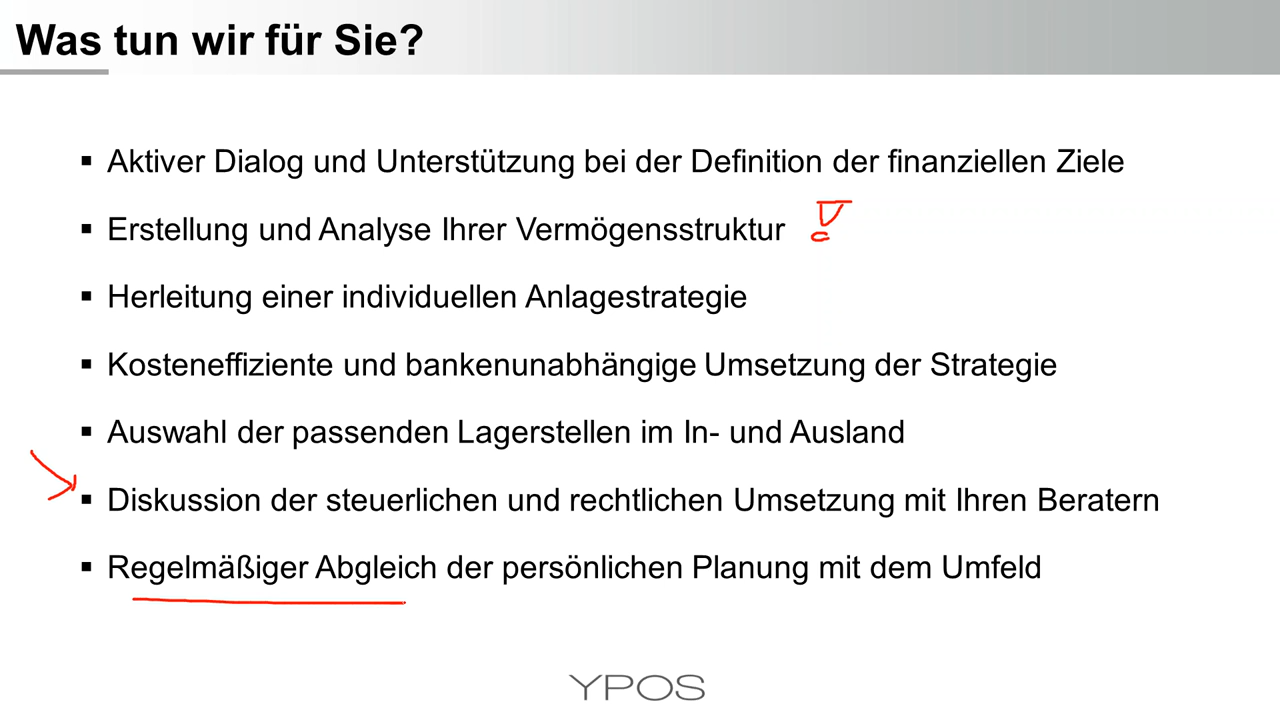 Was tun wir für Sie?
▪ Aktiver Dialog und Unterstützung bei der Definition der finanziellen Ziele
▪ Erstellung und Analyse Ihrer Vermögensstruktur !
▪ Herleitung einer individuellen Anlagestrategie
▪ Kosteneffiziente und bankenunabhängige Umsetzung der Strategie
▪ Auswahl der passenden Lagerstellen im In- und Ausland
▪ Diskussion der steuerlichen und rechtlichen Umsetzung mit Ihren Beratern
▪ Regelmäßiger Abgleich der persönlichen Planung mit dem Umfeld
YPOS